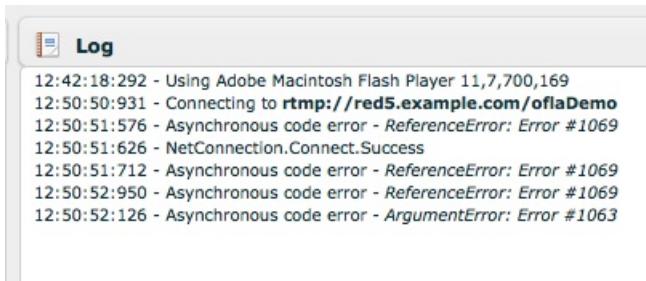 Log
12:42:18:292 - Using Adobe Macintosh Flash Player 11,7,700,169
12:50:50:931 - Connecting to rtmp://red5.example.com/oflaDemo
12:50:51:576 - Asynchronous code error - ReferenceError: Error #1069
12:50:51:626 - NetConnection.Connect.Success
12:50:51:712 - Asynchronous code error - ReferenceError: Error #1069
12:50:52:950 - Asynchronous code error - ReferenceError: Error #1069
12:50:52:126 - Asynchronous code error - ArgumentError: Error #1063